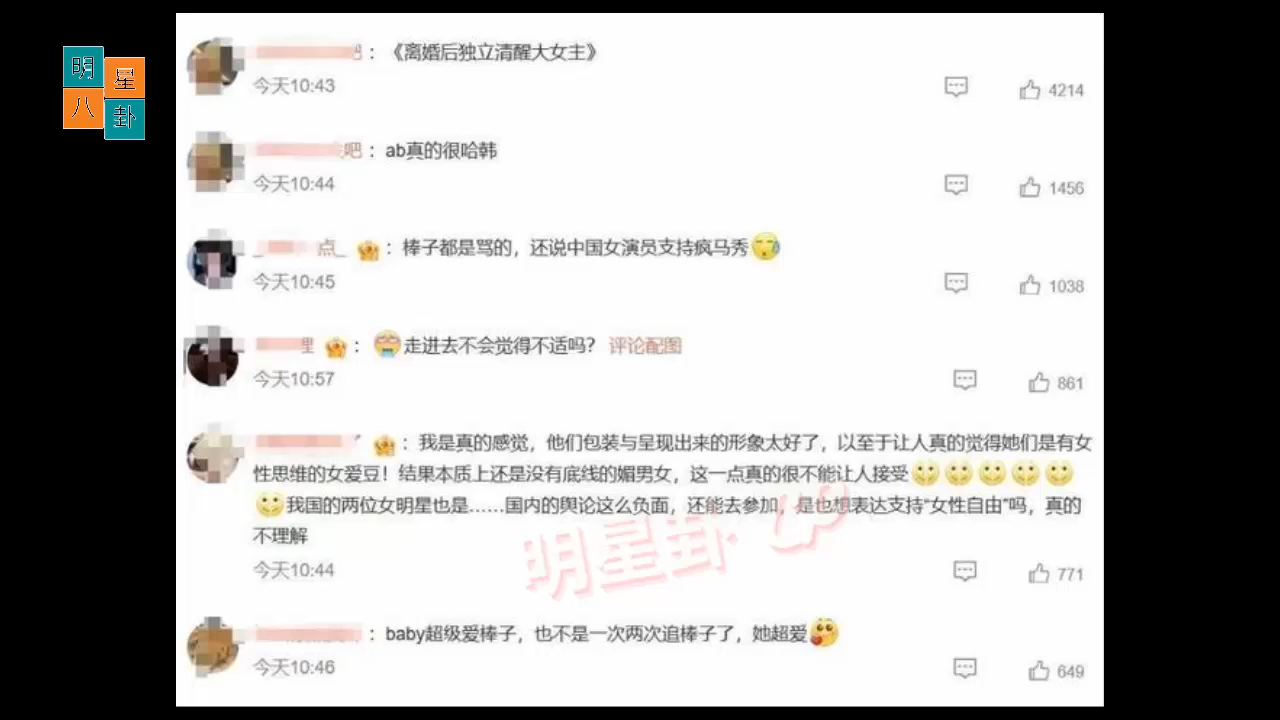 明星
八卦
吧：《离婚后独立清醒大女主》
今天10:43
4214
吧：ab真的很哈韩
今天10:44
1456
点_ ：棒子都是骂的，还说中国女演员支持疯马秀
今天10:45
1038
里 ：走进去不会觉得不适吗？ 评论配图
今天10:57
861
：我是真的感觉，他们包装与呈现出来的形象太好了，以至于让人真的觉得她们是有女
性思维的女爱豆！结果本质上还是没有底线的媚男女，这一点真的很不能让人接受
我国的两位女明星也是……国内的舆论这么负面，还能去参加，是也想表达支持“女性自由”吗，真的
不理解
明星卦 UP
今天10:44
771
：baby超级爱棒子，也不是一次两次追棒子了，她超爱
今天10:46
649